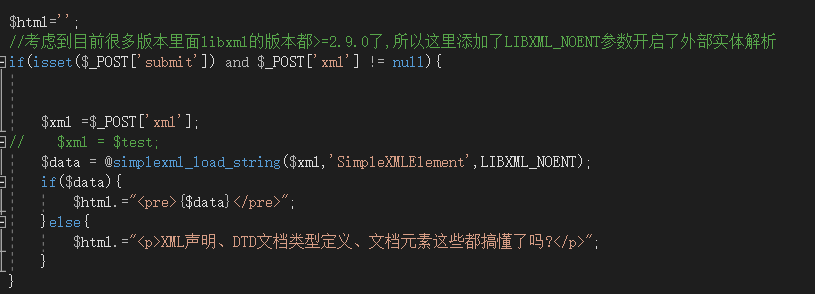 $html='';
//考虑到目前很多版本里面libxml的版本都>=2.9.0了,所以这里添加了LIBXML_NOENT参数开启了外部实体解析
if(isset($_POST['submit']) and $_POST['xml'] != null){
$xml =$_POST['xml'];
// $xml = $test;
$data = @simplexml_load_string($xml,'SimpleXMLElement',LIBXML_NOENT);
if($data){
$html.="<pre>{$data}</pre>";
}else{
$html.="<p>XML声明、DTD文档类型定义、文档元素这些都搞懂了吗?</p>";
}
}